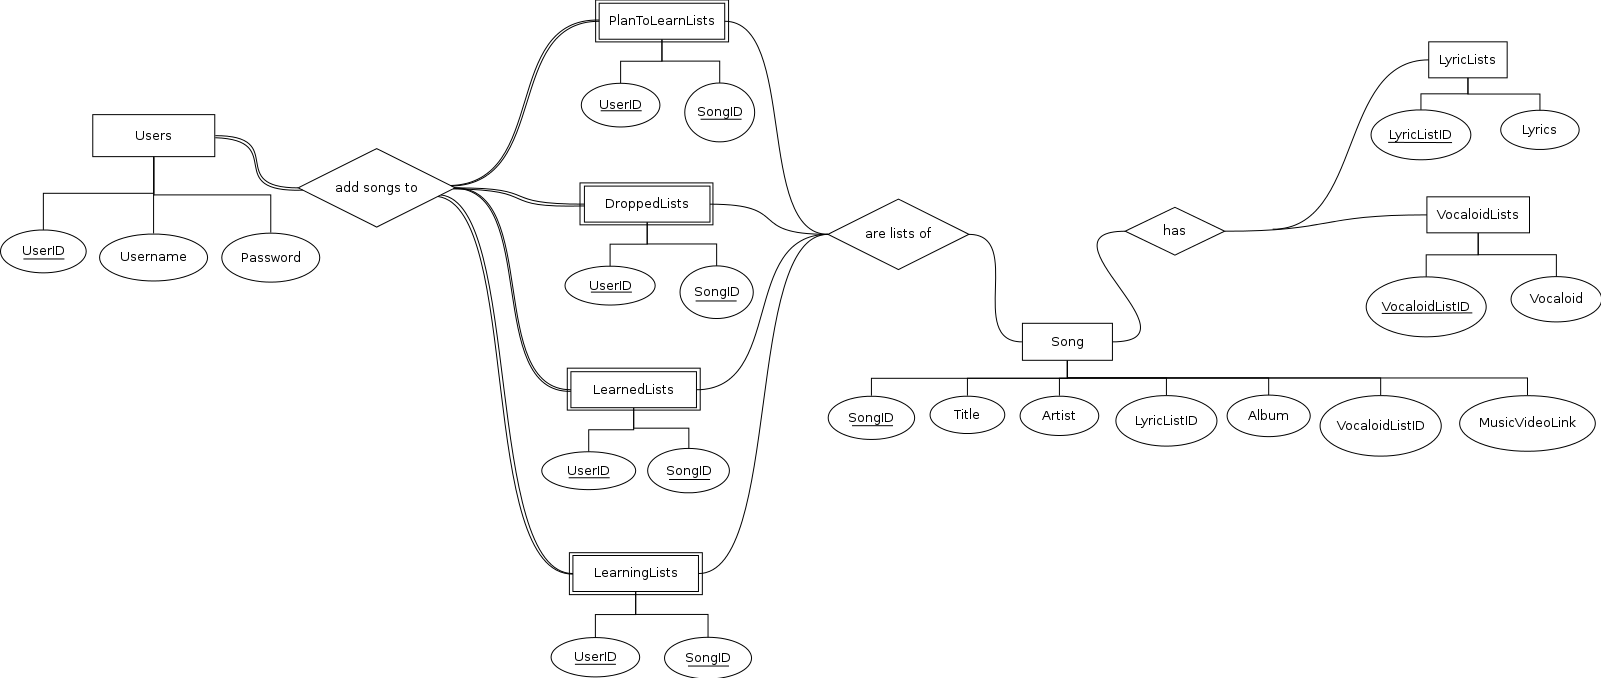 PlanToLearnLists
UserID
SongID
Users
UserID
Username
Password
add songs to
DroppedLists
UserID
SongID
LearnedLists
UserID
SongID
LearningLists
UserID
SongID
are lists of
Song
SongID
Title
Artist
LyricListID
Album
VocaloidListID
MusicVideoLink
has
LyricLists
LyricListID
Lyrics
VocaloidLists
VocaloidListID
Vocaloid